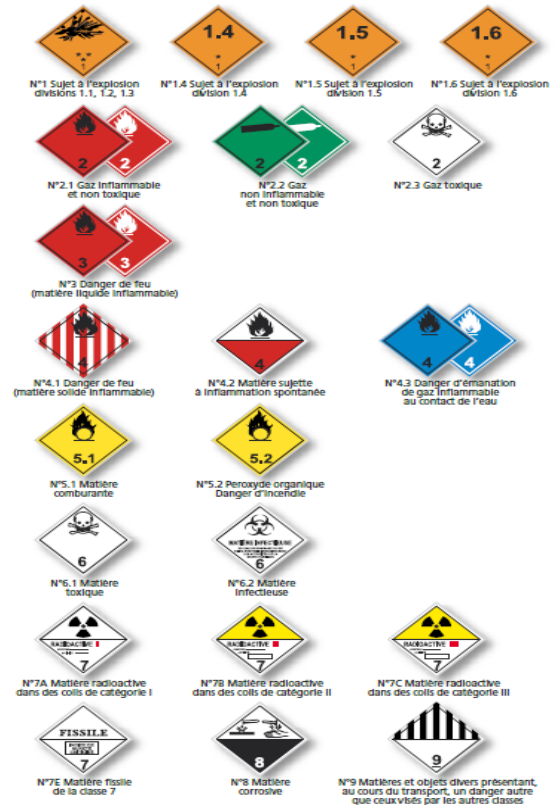 1.4
1.5
1.6
1
1
1
1
N°1 Sujet à l'explosion
divisions 1.1, 1.2, 1.3
N°1.4 Sujet à l'explosion
division 1.4
N°1.5 Sujet à l'explosion
division 1.5
N°1.6 Sujet à l'explosion
division 1.6
2
2
2
2
2
N°2.1 Gaz inflammable
et non toxique
N°2.2 Gaz
non inflammable
et non toxique
N°2.3 Gaz toxique
3
3
N°3 Danger de feu
(matière liquide inflammable)
4
4
4
4
N°4.1 Danger de feu
(matière solide inflammable)
N°4.2 Matière sujette
à inflammation spontanée
N°4.3 Danger d'émanation
de gaz inflammable
au contact de l'eau
5.1
5.2
N°5.1 Matière
comburante
N°5.2 Peroxyde organique
Danger d'incendie
6
MATIÈRE INFECTIEUSE
6
N°6.1 Matière
toxique
N°6.2 Matière
infectieuse
RADIOACTIVE I
7
RADIOACTIVE
7
RADIOACTIVE
7
N°7A Matière radioactive
dans des colis de catégorie I
N°7B Matière radioactive
dans des colis de catégorie II
N°7C Matière radioactive
dans des colis de catégorie III
FISSILE
7
8
9
N°7E Matière fissile
de la classe 7
N°8 Matière
corrosive
N°9 Matières et objets divers présentant,
au cours du transport, un danger autre
que ceux visés par les autres classes